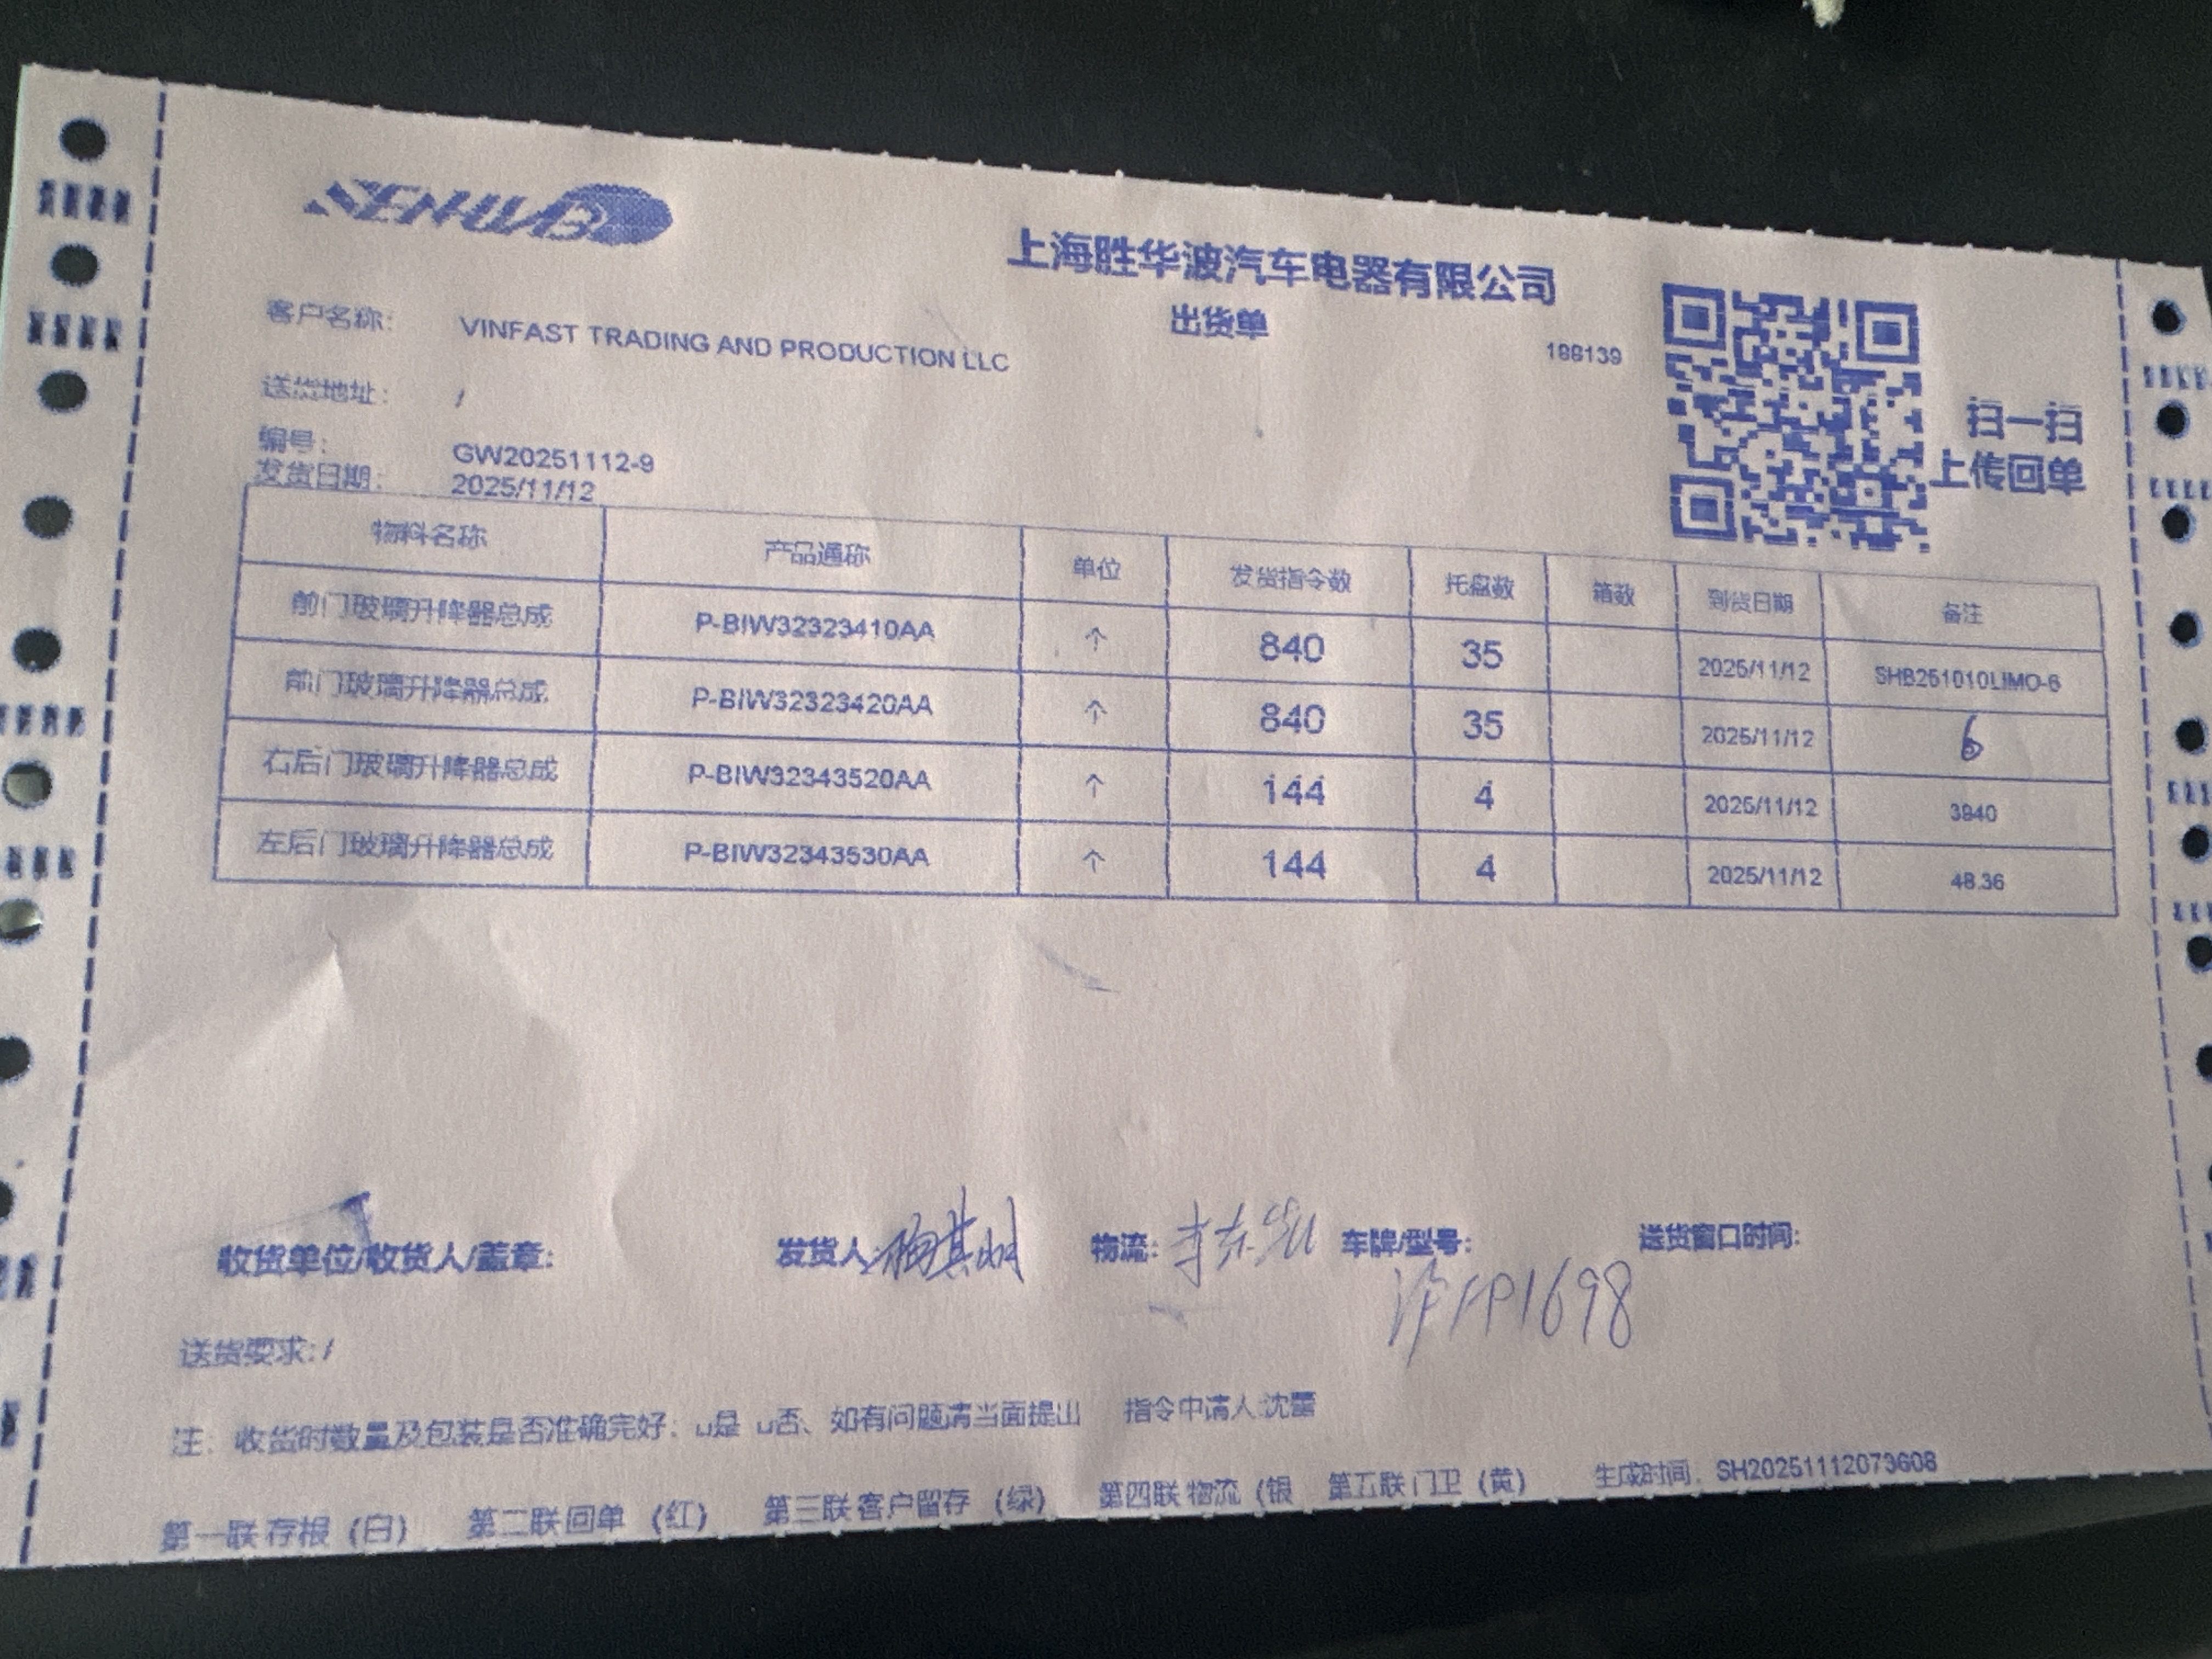 SENWB
上海胜华波汽车电器有限公司
出货单
188139
客户名称: VINFAST TRADING AND PRODUCTION LLC
送货地址: /
编号: GW20251112-9
发货日期: 2025/11/12
扫一扫
上传回单
物料名称 产品通称 单位 发货指令数 托盘数 箱数 到货日期 备注
前门玻璃升降器总成 P-BIW32323410AA 个 840 35 2025/11/12 SHB251010LIMO-6
前门玻璃升降器总成 P-BIW32323420AA 个 840 35 2025/11/12 6
右后门玻璃升降器总成 P-BIW32343520AA 个 144 4 2025/11/12 3940
左后门玻璃升降器总成 P-BIW32343530AA 个 144 4 2025/11/12 48.36
收货单位/收货人/盖章: 发货人: 物流: 车牌/型号: 送货窗口时间:
沪FP1698
送货要求: /
注: 收货时数量及包装是否准确完好: u是 u否、如有问题请当面提出 指令申请人:沈蕾
第一联存根 (白) 第二联回单 (红) 第三联客户留存 (绿) 第四联物流 (银 第五联门卫 (黄) 生成时间. SH20251112073608